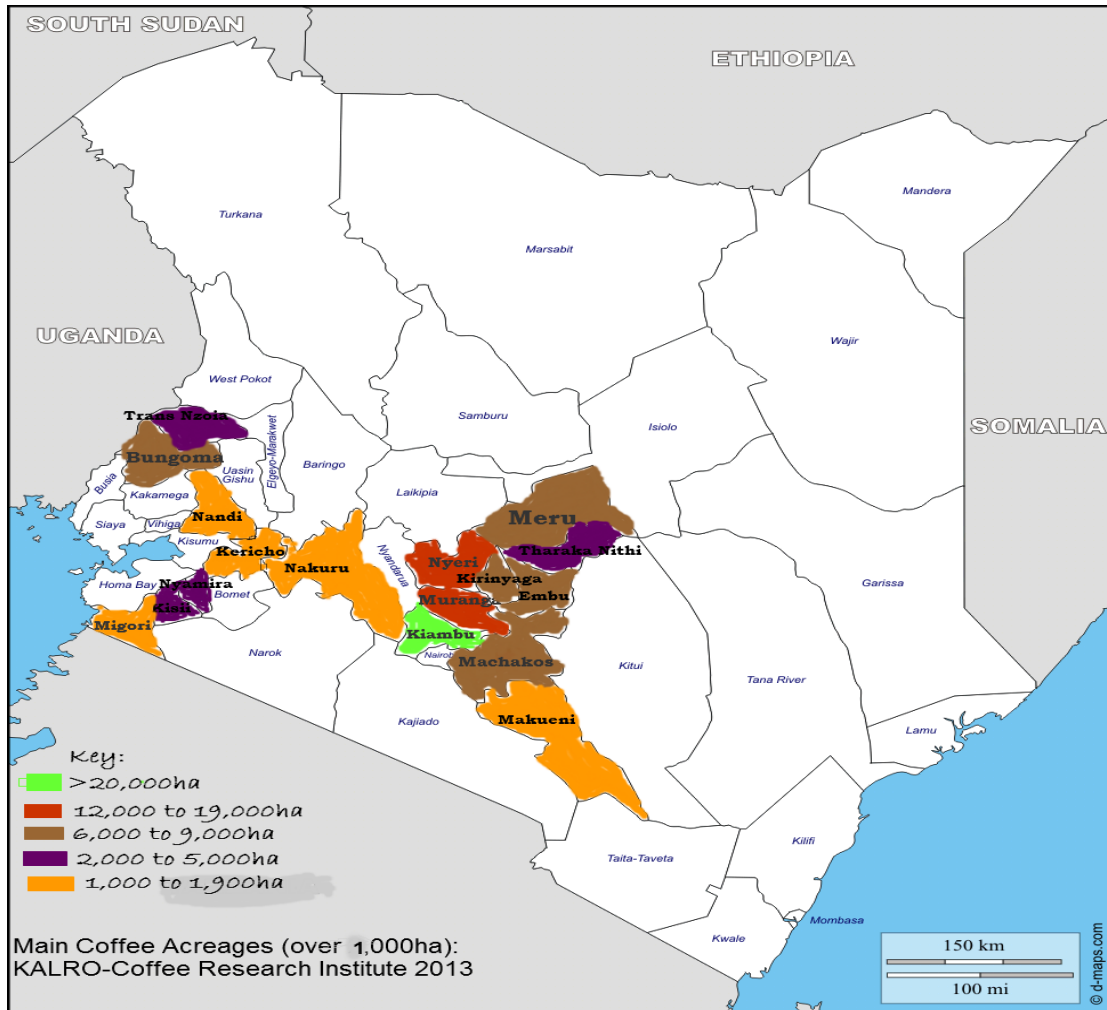 SOUTH SUDAN
ETHIOPIA
Mandera
Turkana
Marsabit
UGANDA
Wajir
West Pokot
Trans Nzoia
Samburu
Isiolo
SOMALIA
Elgeyo-Marakwet
Bungoma
Baringo
Uasin
Gishu
Busia
Kakamega
Laikipia
Nandi
Meru
Siaya
Vihiga
Kisumu
Kericho
Tharaka Nithi
Nyandarua
Nyeri
Nakuru
Kirinyaga
Homa Bay
Nyamira
Garissa
Bomet
Embu
Kisii
Murang
Migori
Kiambu
Narok
Nairob
Machakos
Kitui
Tana River
Kajiado
Makueni
Lamu
Key:
>20,000ha
12,000 to 19,000ha
6,000 to 9,000ha
2,000 to 5,000ha
1,000 to 1,900ha
Kilifi
Taita-Taveta
Mombasa
Kwale
Main Coffee Acreages (over 1,000ha):
KALRO-Coffee Research Institute 2013
150 km
100 mi
© d-maps.com